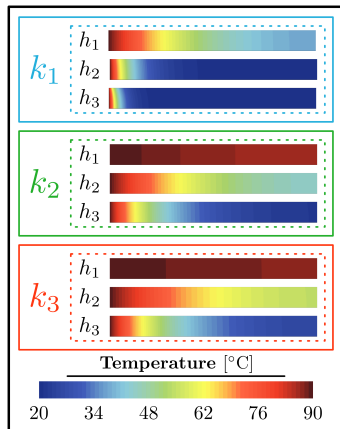 h₁
k₁ h₂
h₃
h₁
k₂ h₂
h₃
h₁
k₃ h₂
h₃
Temperature [°C]
20 34 48 62 76 90